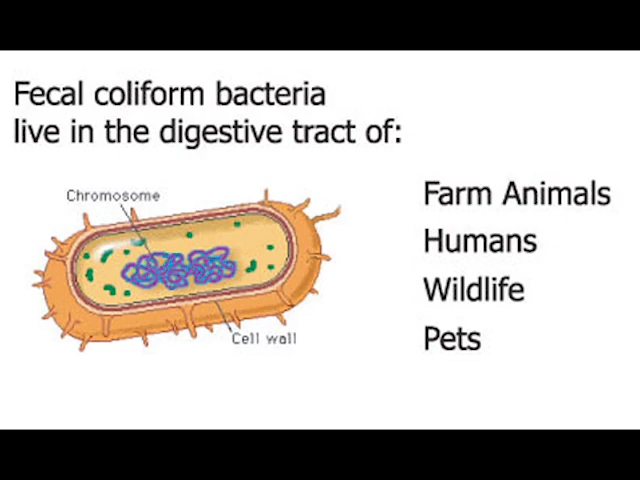 Fecal coliform bacteria
live in the digestive tract of:
Chromosome
Cell wall
Farm Animals
Humans
Wildlife
Pets